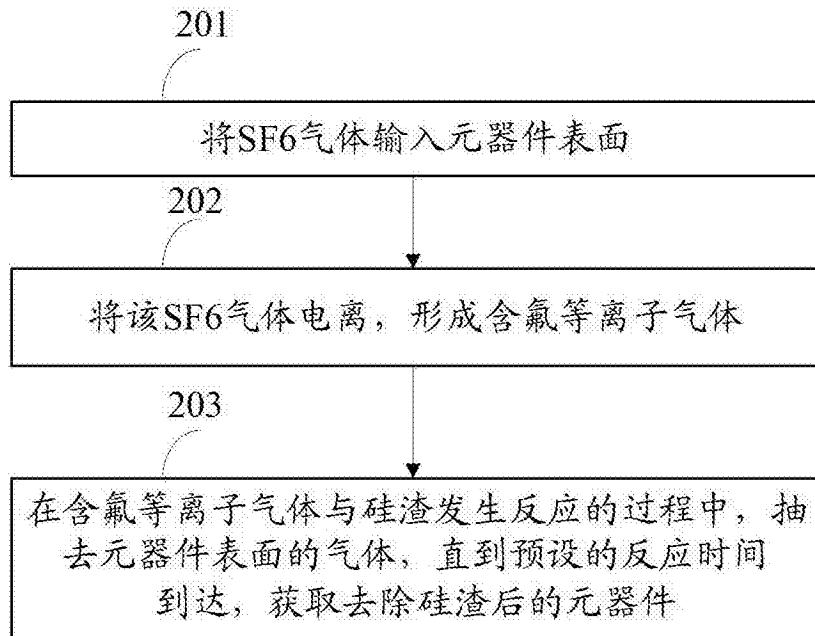 201
将SF6气体输入元器件表面
202
将该SF6气体电离，形成含氟等离子气体
203
在含氟等离子气体与硅渣发生反应的过程中，抽
去元器件表面的气体，直到预设的反应时间
到达，获取去除硅渣后的元器件